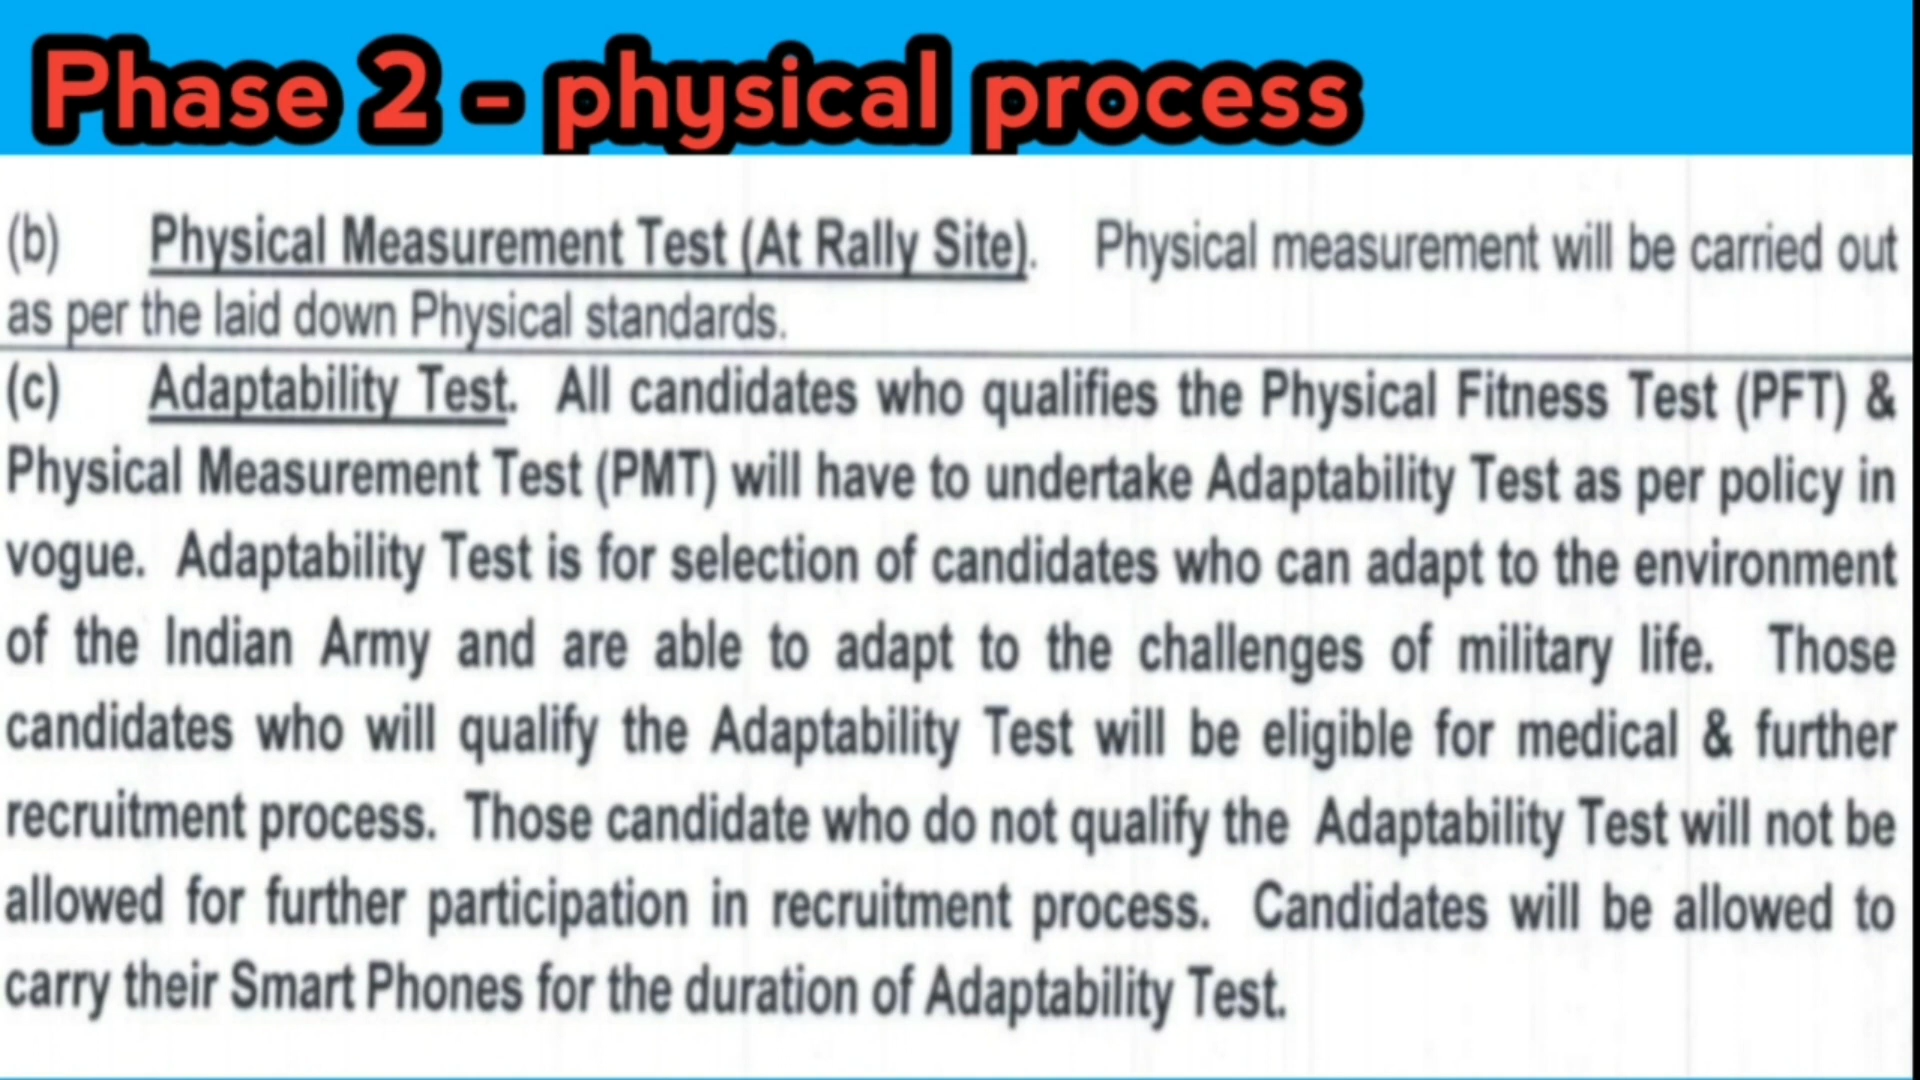 Phase 2 - physical process
(b) Physical Measurement Test (At Rally Site). Physical measurement will be carried out
as per the laid down Physical standards.
(c) Adaptability Test. All candidates who qualifies the Physical Fitness Test (PFT) &
Physical Measurement Test (PMT) will have to undertake Adaptability Test as per policy in
vogue. Adaptability Test is for selection of candidates who can adapt to the environment
of the Indian Army and are able to adapt to the challenges of military life. Those
candidates who will qualify the Adaptability Test will be eligible for medical & further
recruitment process. Those candidate who do not qualify the Adaptability Test will not be
allowed for further participation in recruitment process. Candidates will be allowed to
carry their Smart Phones for the duration of Adaptability Test.